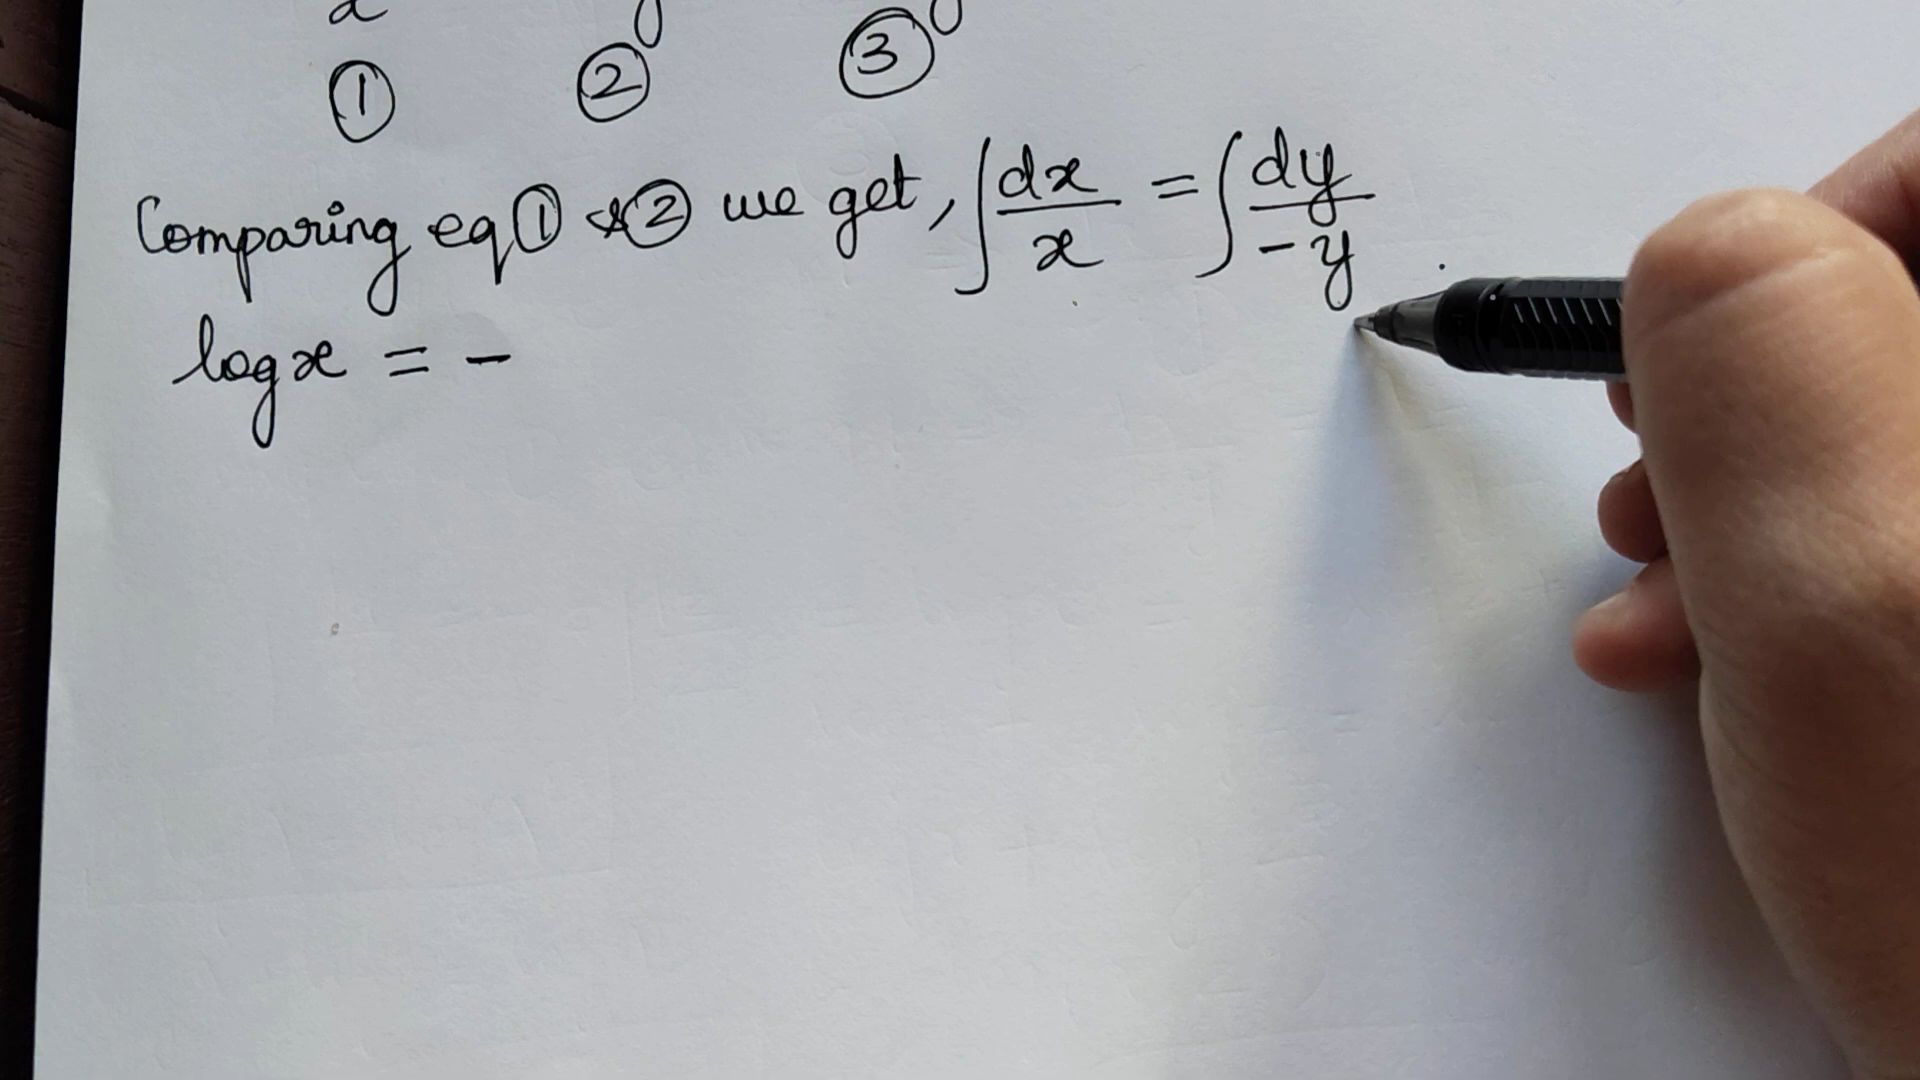 x
① ② ③
Comparing eq ① & ② we get, ∫ dx/x = ∫ dy/-y
log x = -